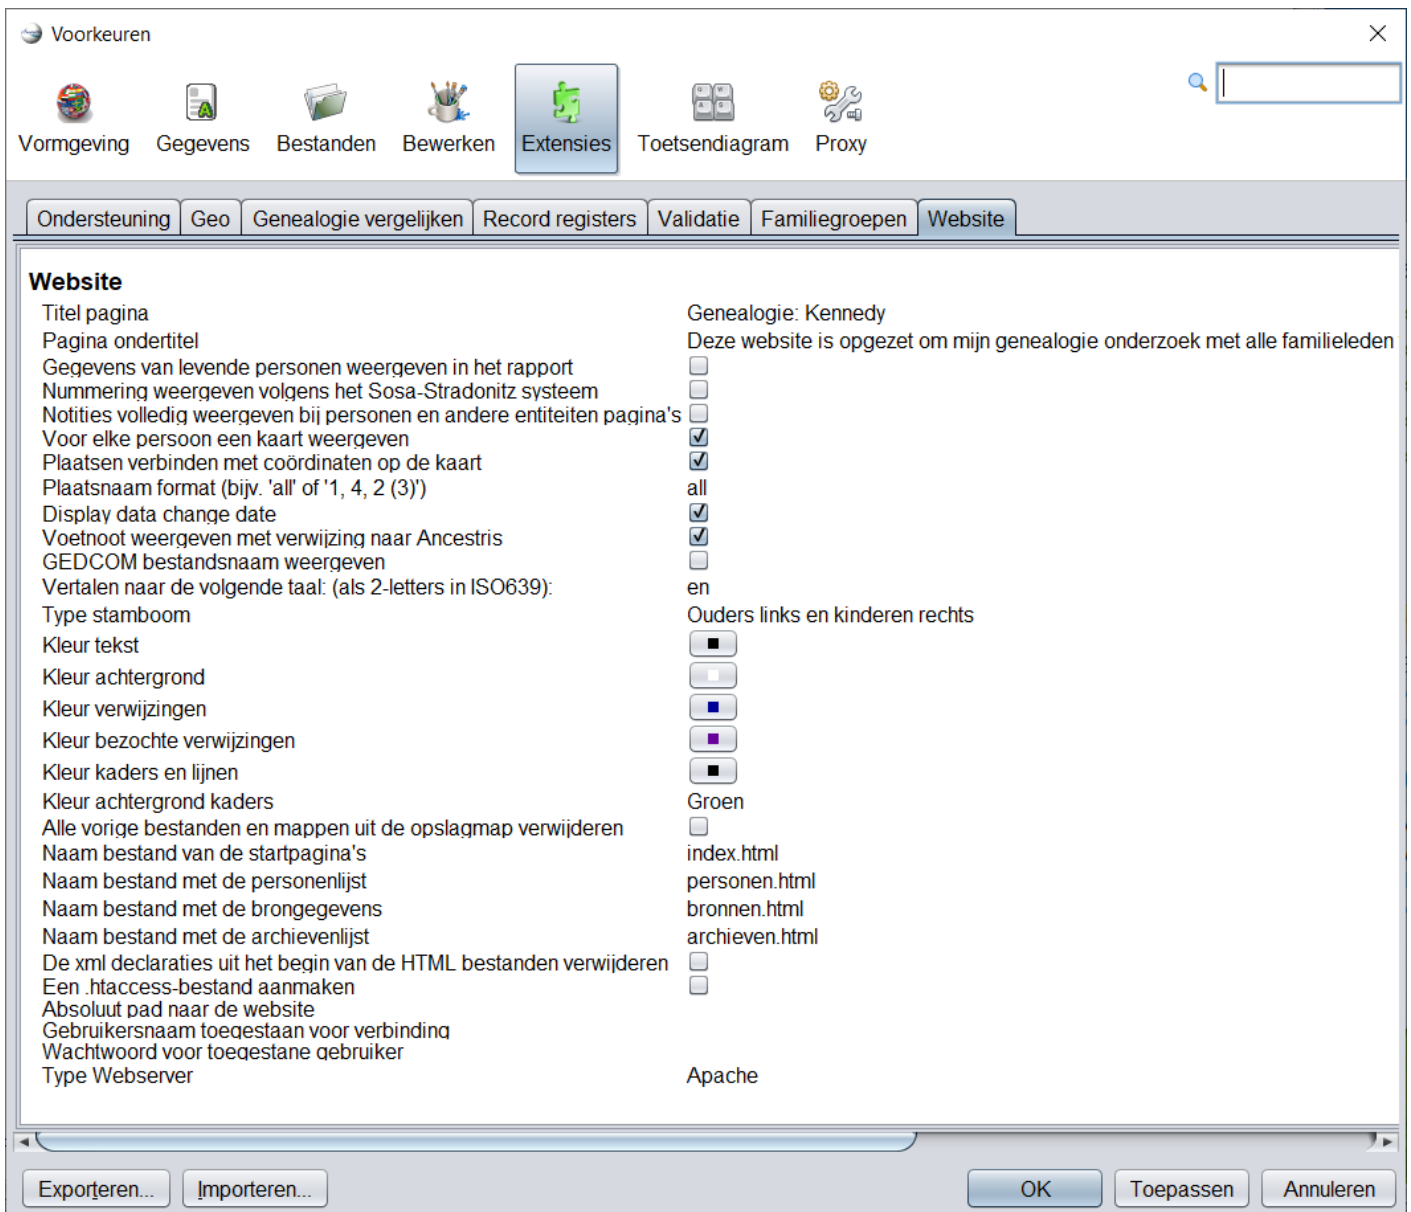 Voorkeuren
Vormgeving Gegevens Bestanden Bewerken Extensies Toetsendiagram Proxy
Ondersteuning Geo Genealogie vergelijken Record registers Validatie Familiegroepen Website
Website
Titel pagina Genealogie: Kennedy
Pagina ondertitel Deze website is opgezet om mijn genealogie onderzoek met alle familieleden
Gegevens van levende personen weergeven in het rapport
Nummering weergeven volgens het Sosa-Stradonitz systeem
Notities volledig weergeven bij personen en andere entiteiten pagina's
Voor elke persoon een kaart weergeven
Plaatsen verbinden met coördinaten op de kaart
Plaatsnaam format (bijv. 'all' of '1, 4, 2 (3)') all
Display data change date
Voetnoot weergeven met verwijzing naar Ancestris
GEDCOM bestandsnaam weergeven
Vertalen naar de volgende taal: (als 2-letters in ISO639): en
Type stamboom Ouders links en kinderen rechts
Kleur tekst
Kleur achtergrond
Kleur verwijzingen
Kleur bezochte verwijzingen
Kleur kaders en lijnen
Kleur achtergrond kaders Groen
Alle vorige bestanden en mappen uit de opslagmap verwijderen
Naam bestand van de startpagina's index.html
Naam bestand met de personenlijst personen.html
Naam bestand met de brongegevens bronnen.html
Naam bestand met de archievenlijst archieven.html
De xml declaraties uit het begin van de HTML bestanden verwijderen
Een .htaccess-bestand aanmaken
Absoluut pad naar de website
Gebruikersnaam toegestaan voor verbinding
Wachtwoord voor toegestane gebruiker
Type Webserver Apache
Exporteren... Importeren... OK Toepassen Annuleren